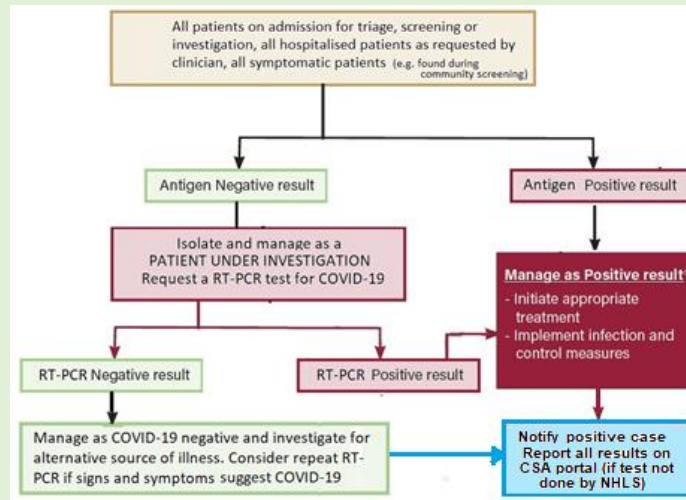 All patients on admission for triage, screening or
investigation, all hospitalised patients as requested by
clinician, all symptomatic patients (e.g. found during
community screening)
Antigen Negative result
Antigen Positive result
Isolate and manage as a
PATIENT UNDER INVESTIGATION
Request a RT-PCR test for COVID-19
Manage as Positive result
- Initiate appropriate
treatment
- Implement infection and
control measures
RT-PCR Negative result
RT-PCR Positive result
Manage as COVID-19 negative and investigate for
alternative source of illness. Consider repeat RT-
PCR if signs and symptoms suggest COVID-19
Notify positive case
Report all results on
CSA portal (if test not
done by NHLS)